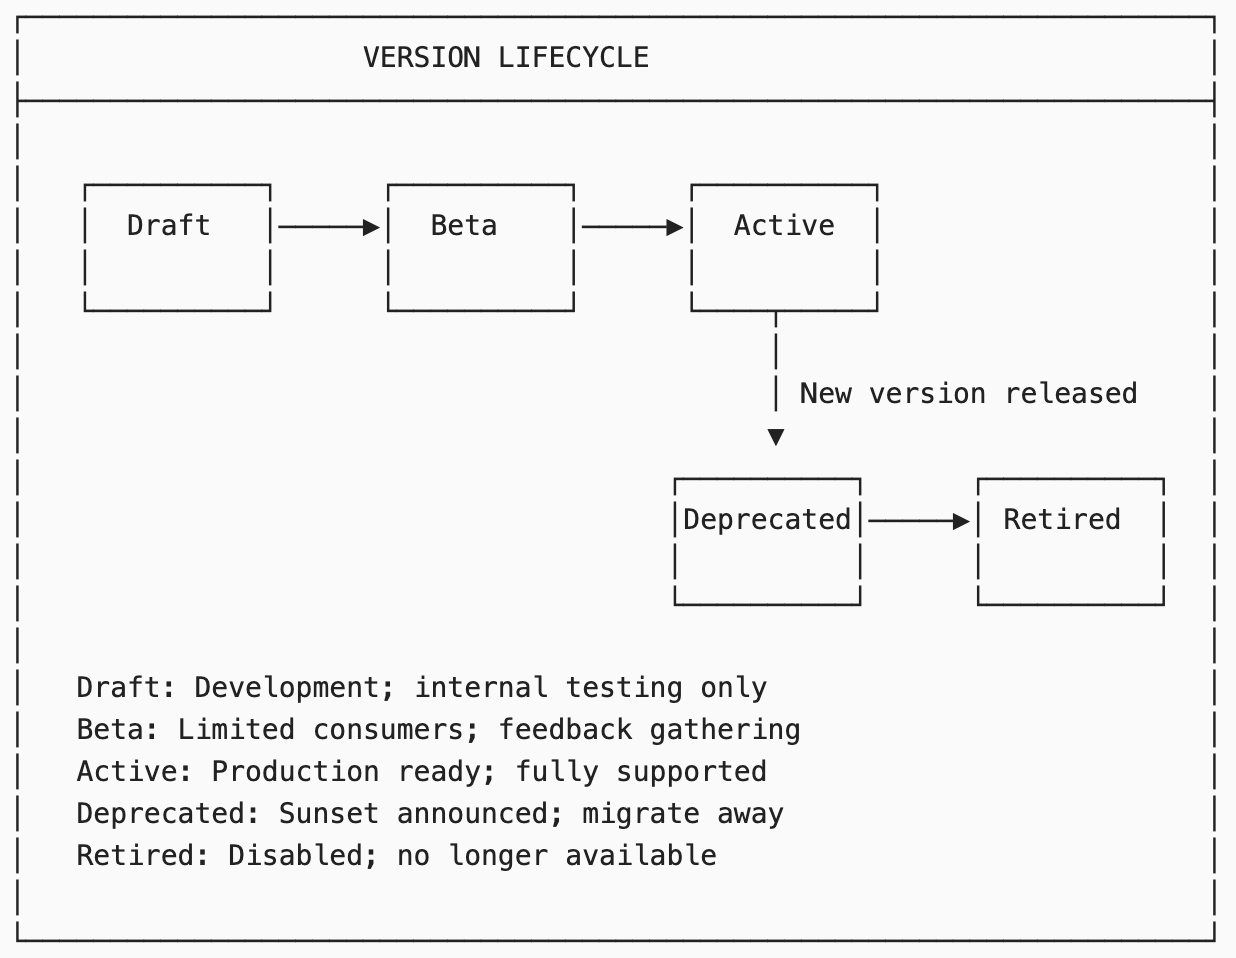 VERSION LIFECYCLE
Draft
Beta
Active
New version released
Deprecated
Retired
Draft: Development; internal testing only
Beta: Limited consumers; feedback gathering
Active: Production ready; fully supported
Deprecated: Sunset announced; migrate away
Retired: Disabled; no longer available